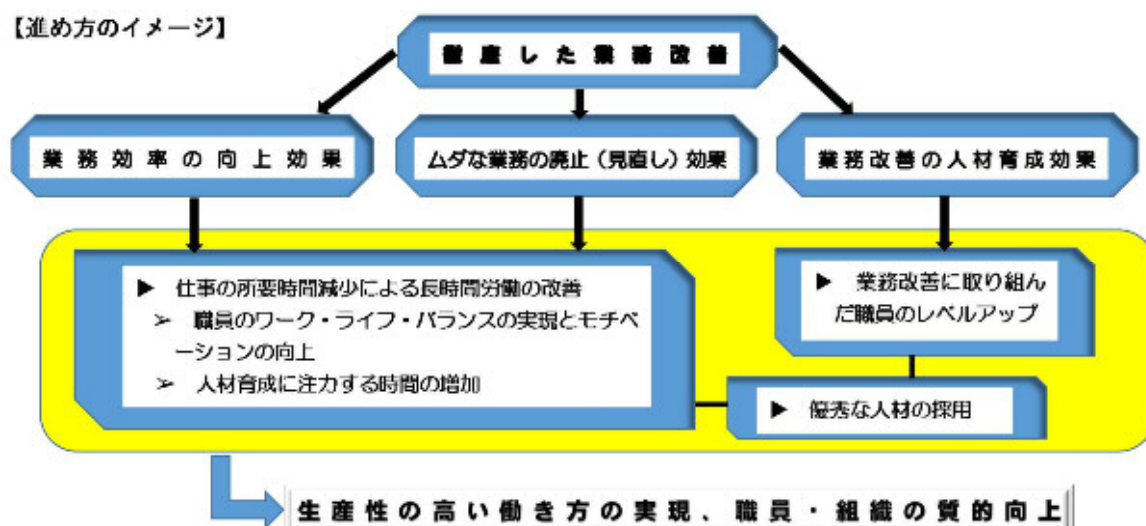 【進め方のイメージ】
徹底した業務改善
業務効率の向上効果
ムダな業務の廃止（見直し）効果
業務改善の人材育成効果
▶ 仕事の所要時間減少による長時間労働の改善
➢ 職員のワーク・ライフ・バランスの実現とモチベ
ーションの向上
➢ 人材育成に注力する時間の増加
▶ 業務改善に取り組ん
だ職員のレベルアップ
▶ 優秀な人材の採用
生産性の高い働き方の実現、職員・組織の質的向上